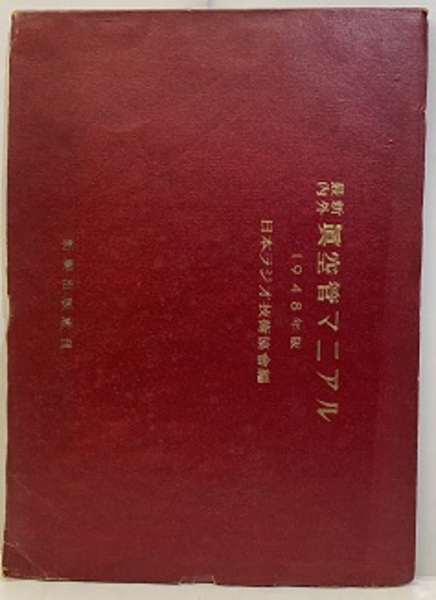 最新
内外
眞空管マニアル
1948年版
日本ラジオ技術協會編